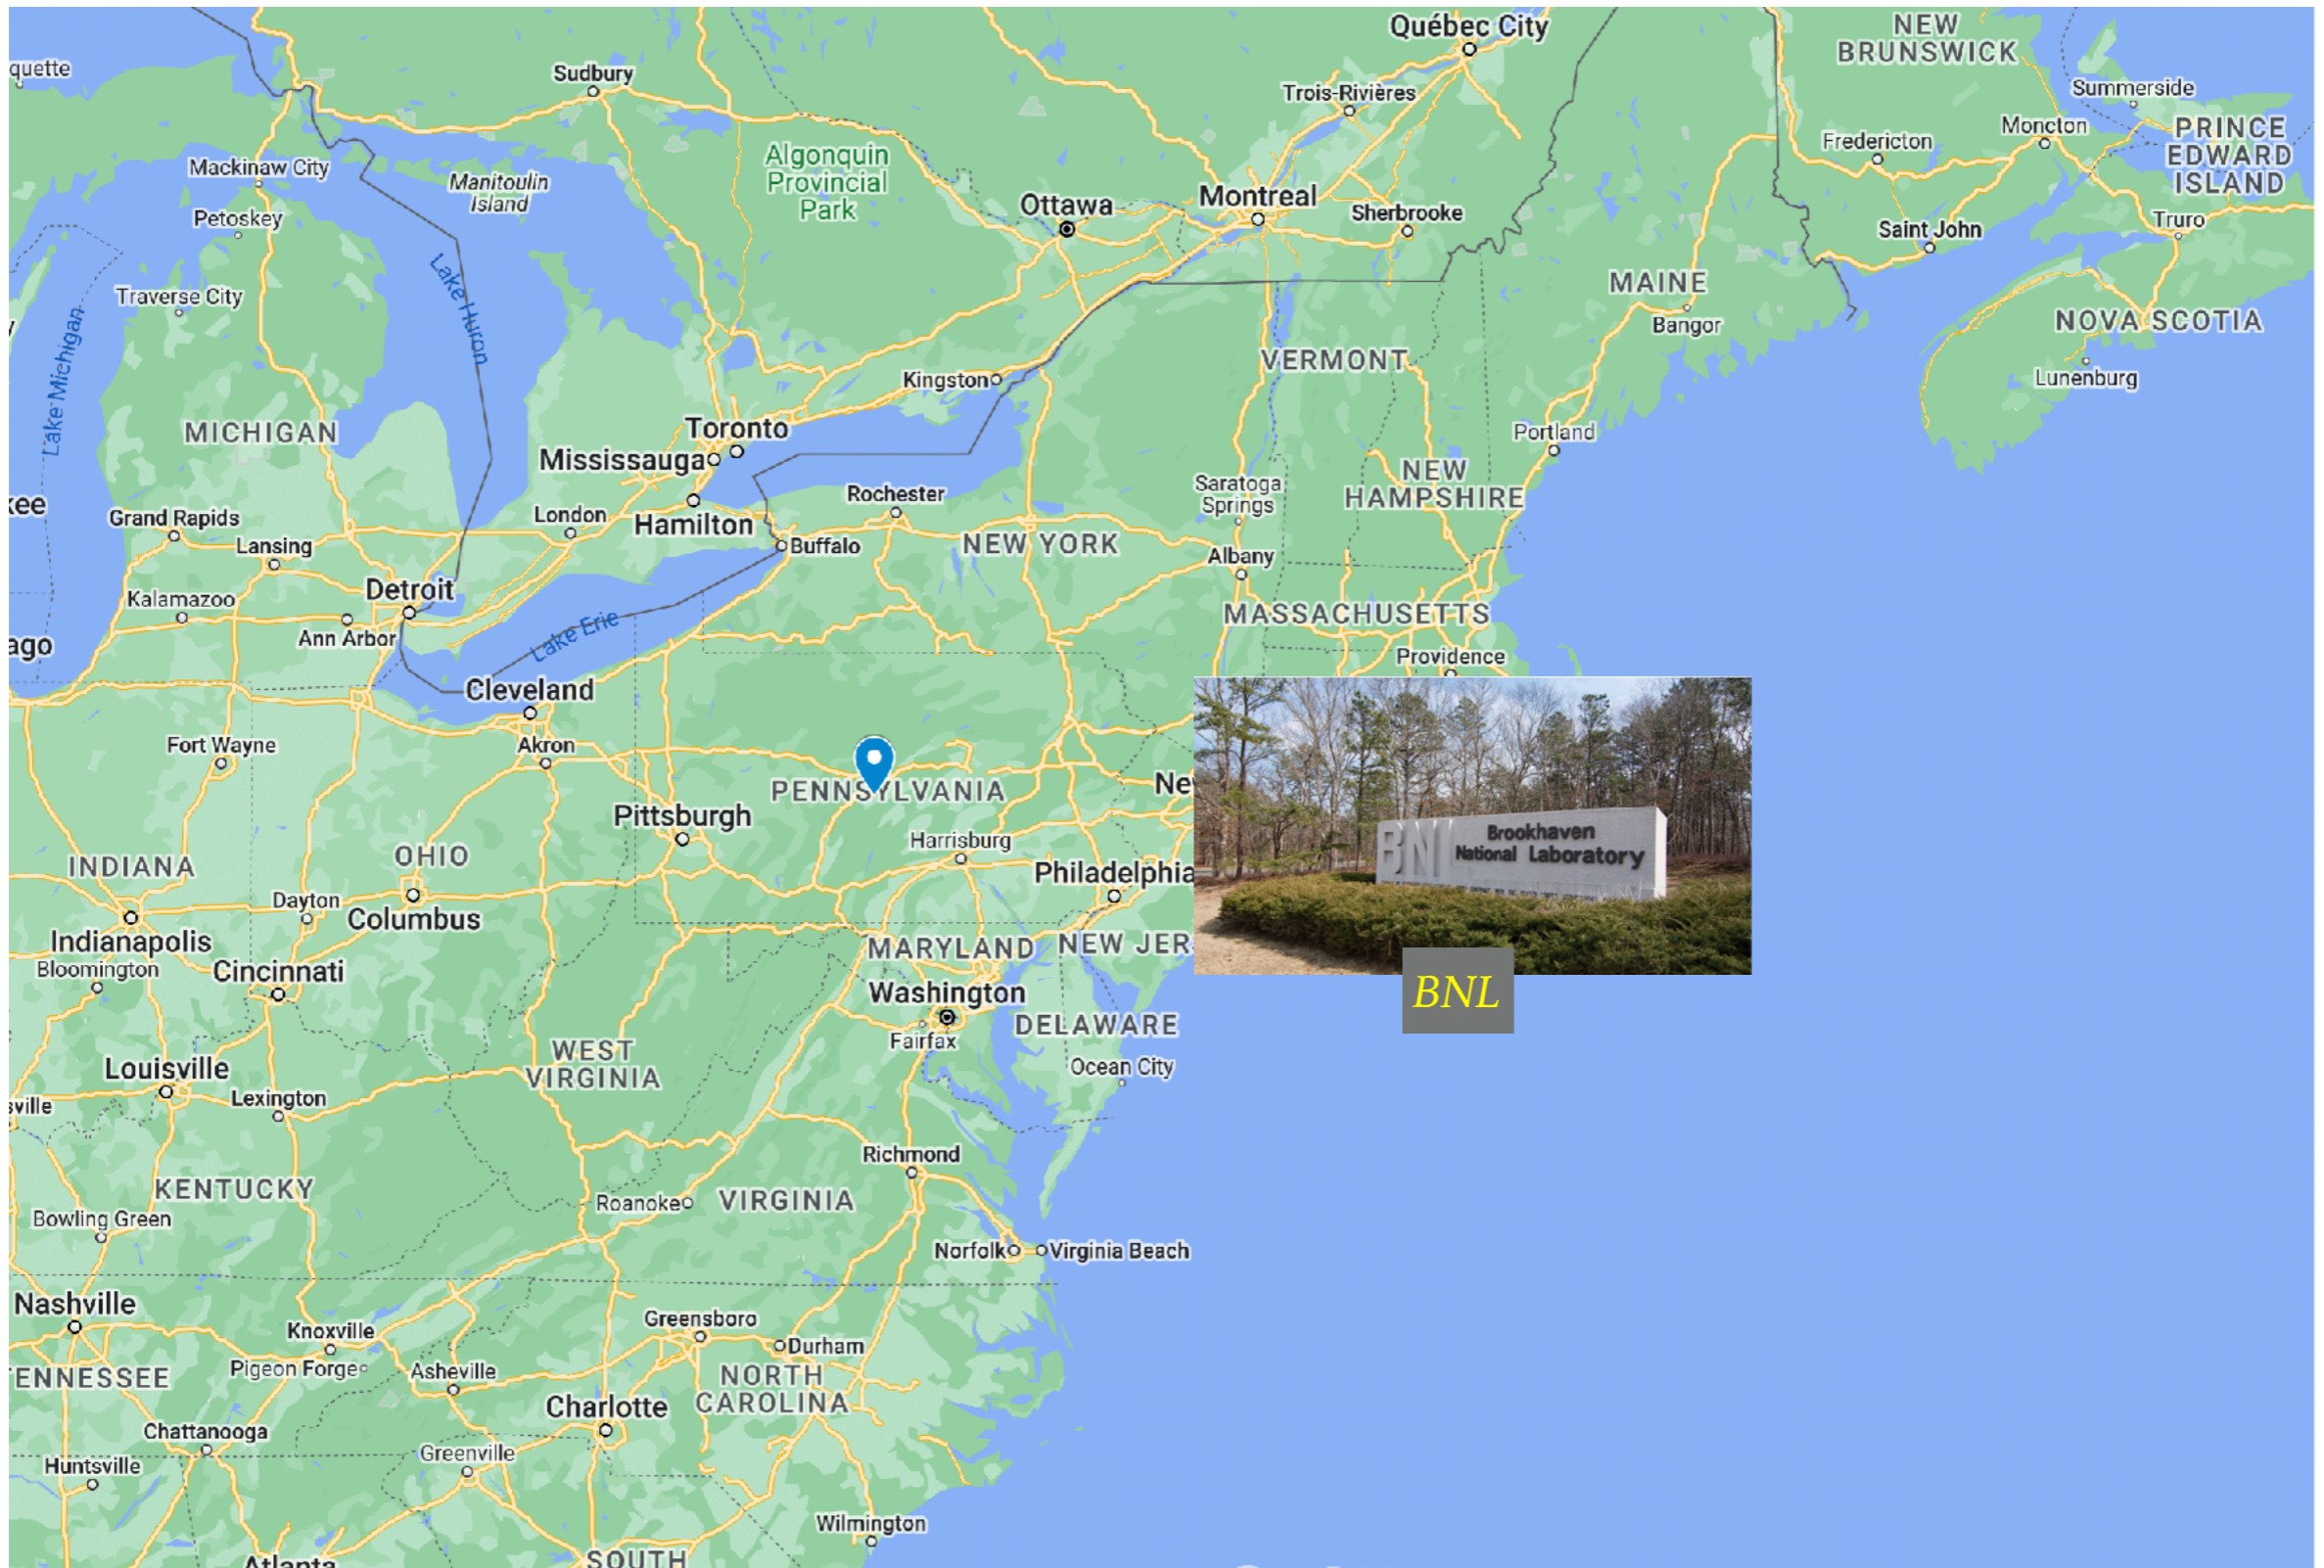 Québec City
NEW
BRUNSWICK
quette
Sudbury
Trois-Rivières
Summerside
Moncton
PRINCE
EDWARD
ISLAND
Fredericton
Mackinaw City
Manitoulin
Island
Algonquin
Provincial
Park
Ottawa
Montreal
Sherbrooke
Petoskey
Truro
Saint John
Lake Huron
Traverse City
MAINE
Bangor
NOVA SCOTIA
Lake Michigan
VERMONT
Kingston
Lunenburg
MICHIGAN
Toronto
Portland
Mississauga
NEW
HAMPSHIRE
Saratoga
Springs
kee
Rochester
Grand Rapids
London
Hamilton
Lansing
Buffalo
NEW YORK
Albany
Detroit
Kalamazoo
MASSACHUSETTS
Ann Arbor
Lake Erie
ago
Providence
Cleveland
Fort Wayne
Akron
PENNSYLVANIA
Ne
Pittsburgh
Harrisburg
BNL
Brookhaven
National Laboratory
INDIANA
OHIO
Philadelphia
Dayton
Columbus
Indianapolis
MARYLAND
NEW JER
Bloomington
Cincinnati
Washington
BNL
DELAWARE
Fairfax
WEST
VIRGINIA
Ocean City
Louisville
Lexington
sville
Richmond
KENTUCKY
Roanoke
VIRGINIA
Bowling Green
Norfolk
Virginia Beach
Nashville
Greensboro
Knoxville
Durham
Pigeon Forge
Asheville
TENNESSEE
NORTH
CAROLINA
Charlotte
Chattanooga
Greenville
Huntsville
Wilmington
Atlanta
SOUTH